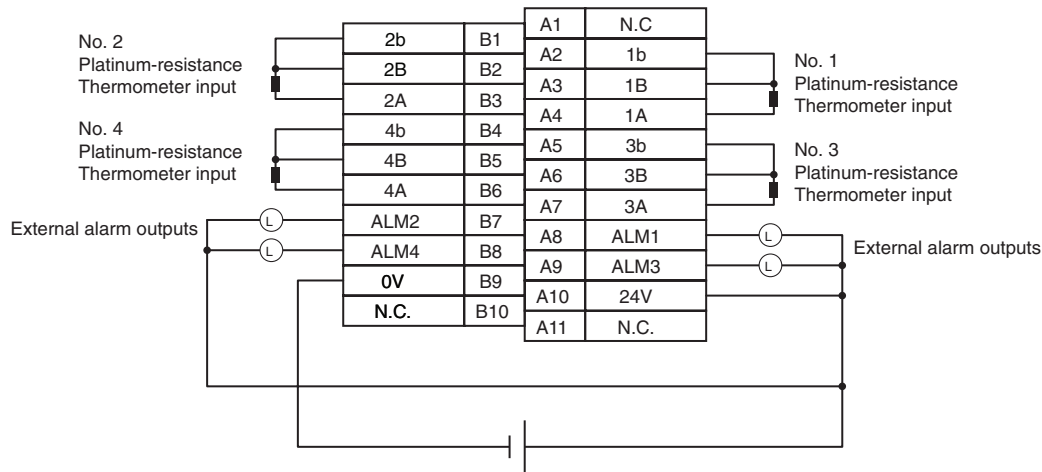 No. 2
Platinum-resistance
Thermometer input
No. 4
Platinum-resistance
Thermometer input
External alarm outputs
2b B1
2B B2
2A B3
4b B4
4B B5
4A B6
ALM2 B7
ALM4 B8
0V B9
N.C. B10
L
L
A1 N.C
A2 1b
A3 1B
A4 1A
A5 3b
A6 3B
A7 3A
A8 ALM1
A9 ALM3
A10 24V
A11 N.C.
L
L
No. 1
Platinum-resistance
Thermometer input
No. 3
Platinum-resistance
Thermometer input
External alarm outputs